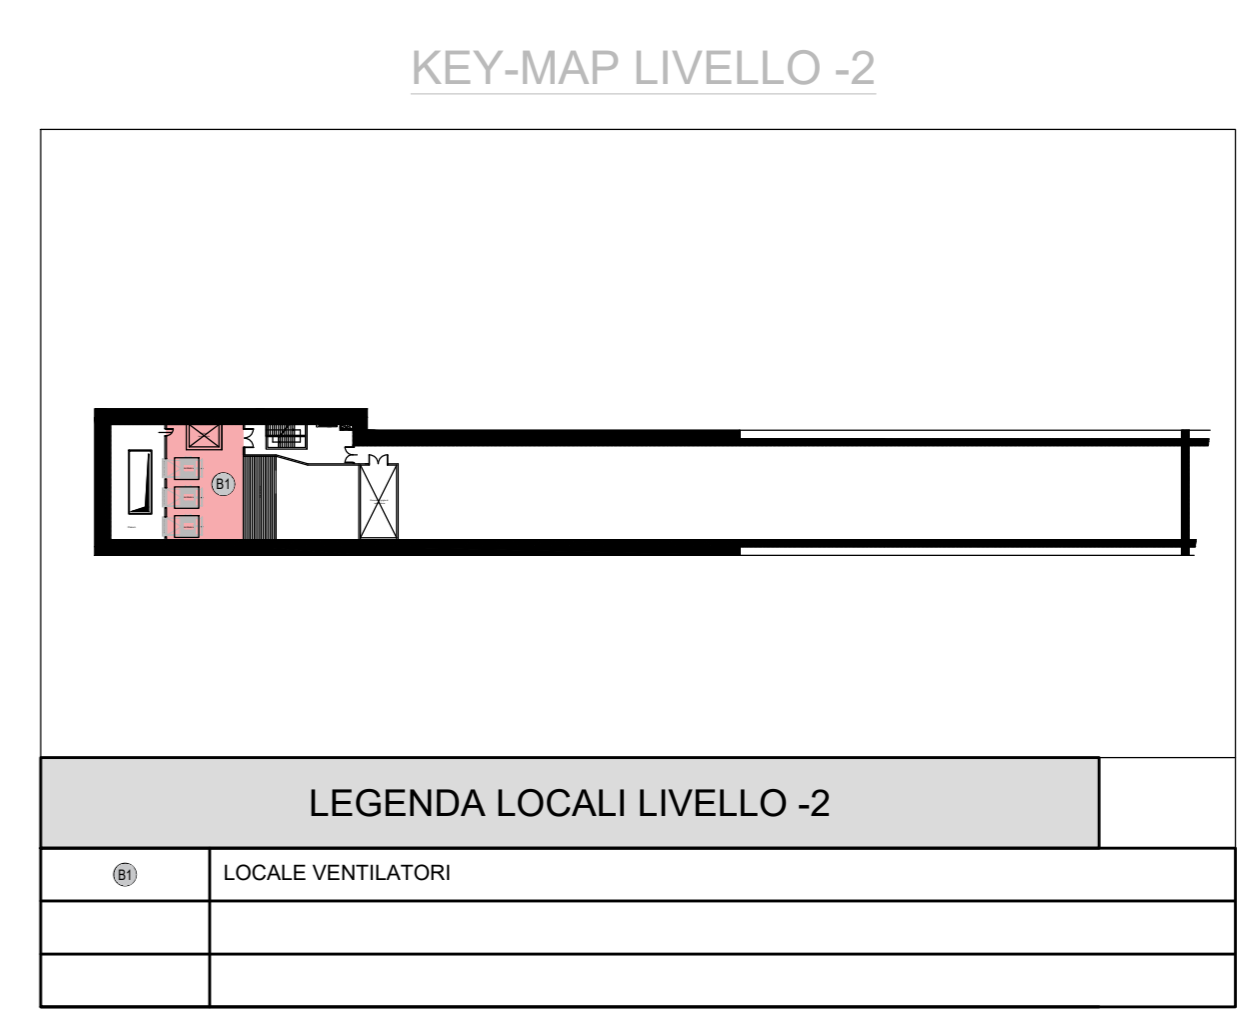 KEY-MAP LIVELLO -2
B1
LEGENDA LOCALI LIVELLO -2
B1 LOCALE VENTILATORI